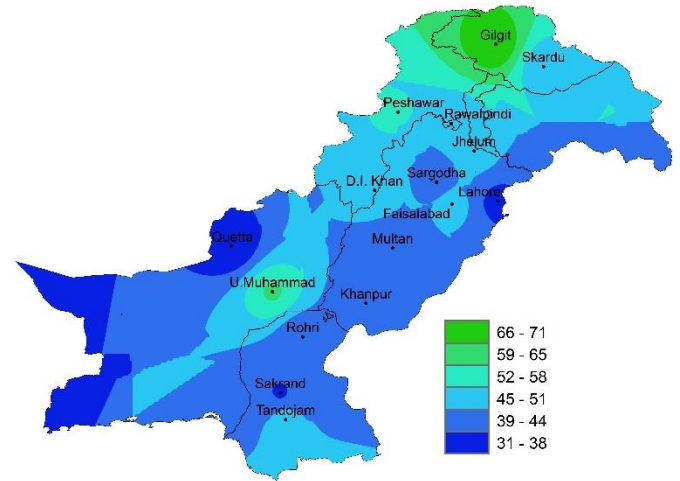 Gilgit
Skardu
Peshawar
Rawalpindi
Jhelum
Sargodha
D.I. Khan
Lahore
Faisalabad
Quetta
Multan
U.Muhammad
Khanpur
Rohri
Sakrand
Tandojam
66 - 71
59 - 65
52 - 58
45 - 51
39 - 44
31 - 38